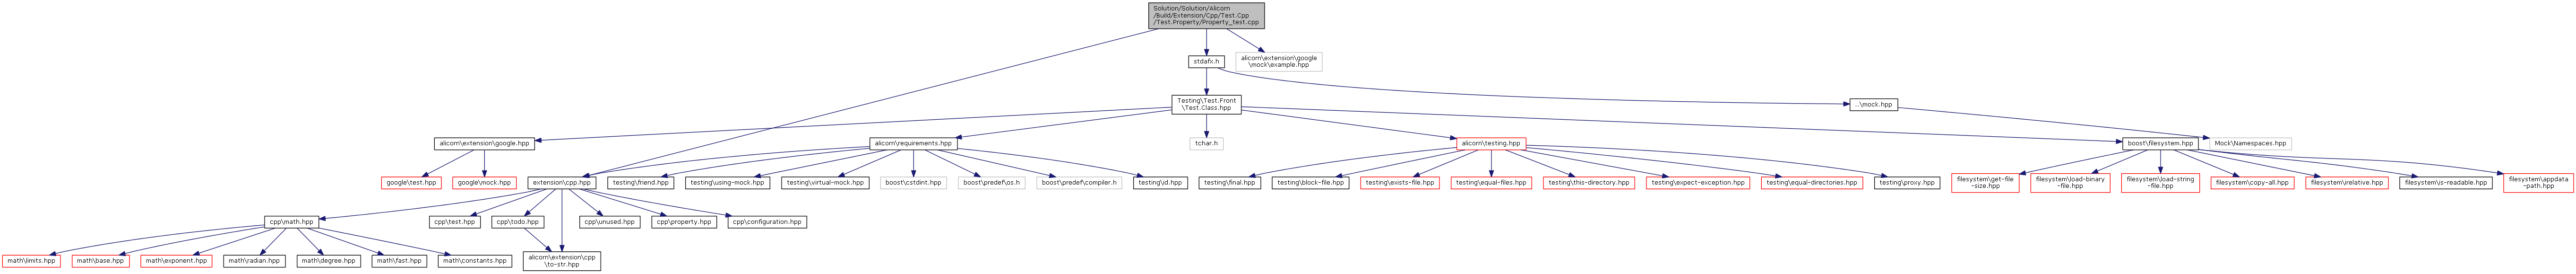 Solution/Solution/Alicorn
/Build/Extension/Cpp/Test.Cpp
/Test.Property/Property_test.cpp
stdafx.h
alicorn\extension\google
\mock\example.hpp
Testing\Test.Front
\Test.Class.hpp
..\mock.hpp
alicorn\extension\google.hpp
alicorn\requirements.hpp
tchar.h
alicorn\testing.hpp
boost\filesystem.hpp
Mock\Namespaces.hpp
google\test.hpp
google\mock.hpp
extension\cpp.hpp
testing\friend.hpp
testing\using-mock.hpp
testing\virtual-mock.hpp
boost\cstdint.hpp
boost\predef\os.h
boost\predef\compiler.h
testing\d.hpp
testing\final.hpp
testing\block-file.hpp
testing\exists-file.hpp
testing\equal-files.hpp
testing\this-directory.hpp
testing\expect-exception.hpp
testing\equal-directories.hpp
testing\proxy.hpp
filesystem\get-file
-size.hpp
filesystem\load-binary
-file.hpp
filesystem\load-string
-file.hpp
filesystem\copy-all.hpp
filesystem\relative.hpp
filesystem\is-readable.hpp
filesystem\appdata
-path.hpp
cpp\math.hpp
cpp\test.hpp
cpp\todo.hpp
cpp\unused.hpp
cpp\property.hpp
cpp\configuration.hpp
math\limits.hpp
math\base.hpp
math\exponent.hpp
math\radian.hpp
math\degree.hpp
math\fast.hpp
math\constants.hpp
alicorn\extension\cpp
\to-str.hpp